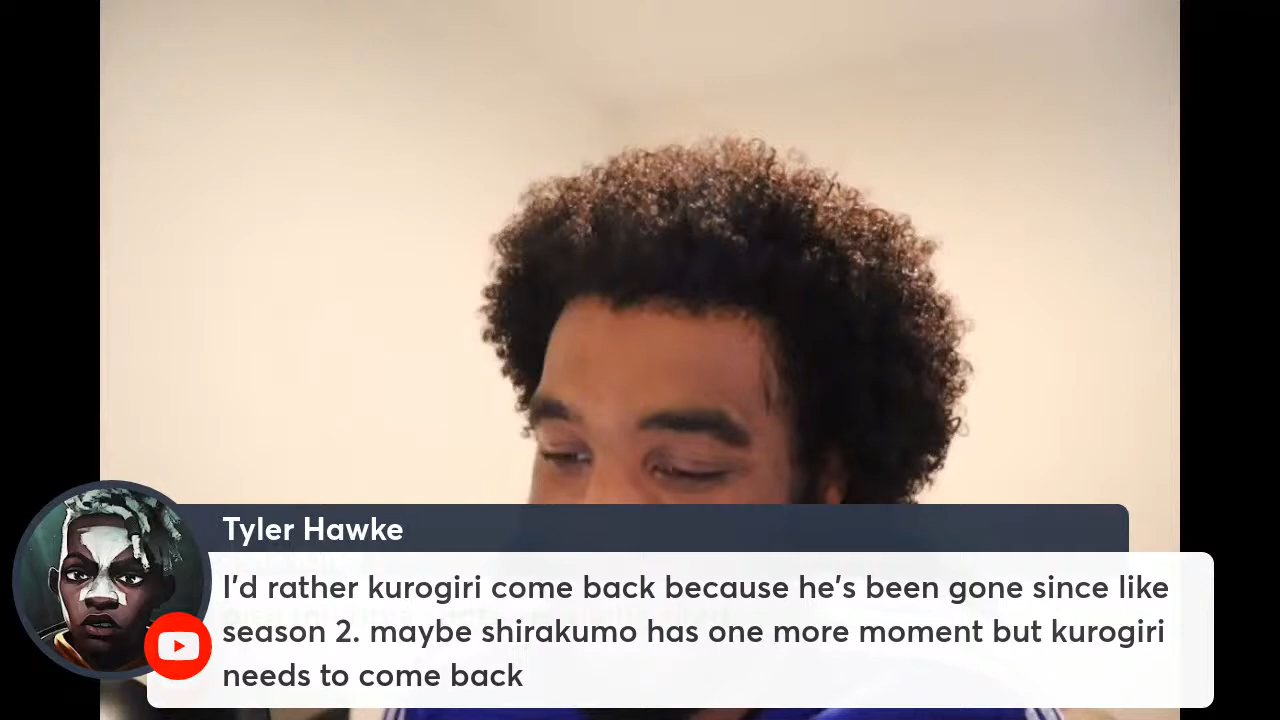 Tyler Hawke
I'd rather kurogiri come back because he's been gone since like
season 2. maybe shirakumo has one more moment but kurogiri
needs to come back